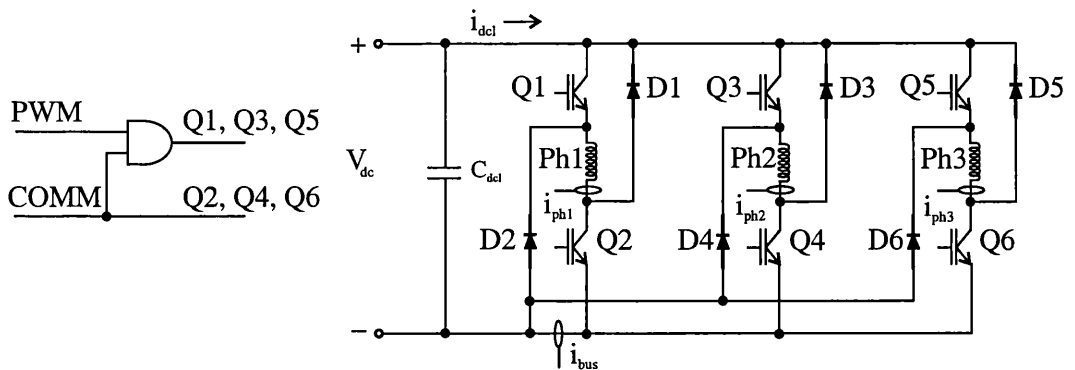 i_dcl
+
Q1
D1
Q3
D3
Q5
D5
PWM
Q1, Q3, Q5
V_dc
C_dcl
Ph1
Ph2
Ph3
COMM
Q2, Q4, Q6
i_ph1
i_ph2
i_ph3
D2
Q2
D4
Q4
D6
Q6
−
i_bus